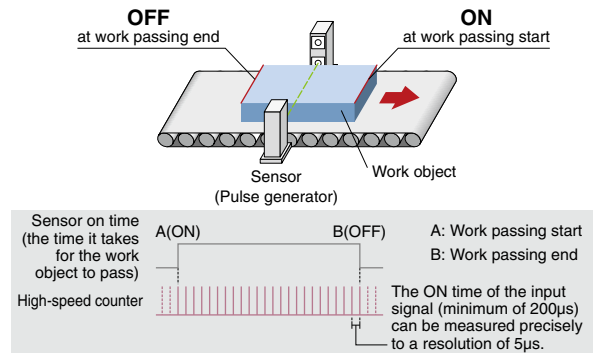 OFF
at work passing end
ON
at work passing start
Work object
Sensor
(Pulse generator)
Sensor on time
(the time it takes
for the work
object to pass)
A(ON)
B(OFF)
A: Work passing start
B: Work passing end
High-speed counter
The ON time of the input
signal (minimum of 200μs)
can be measured precisely
to a resolution of 5μs.